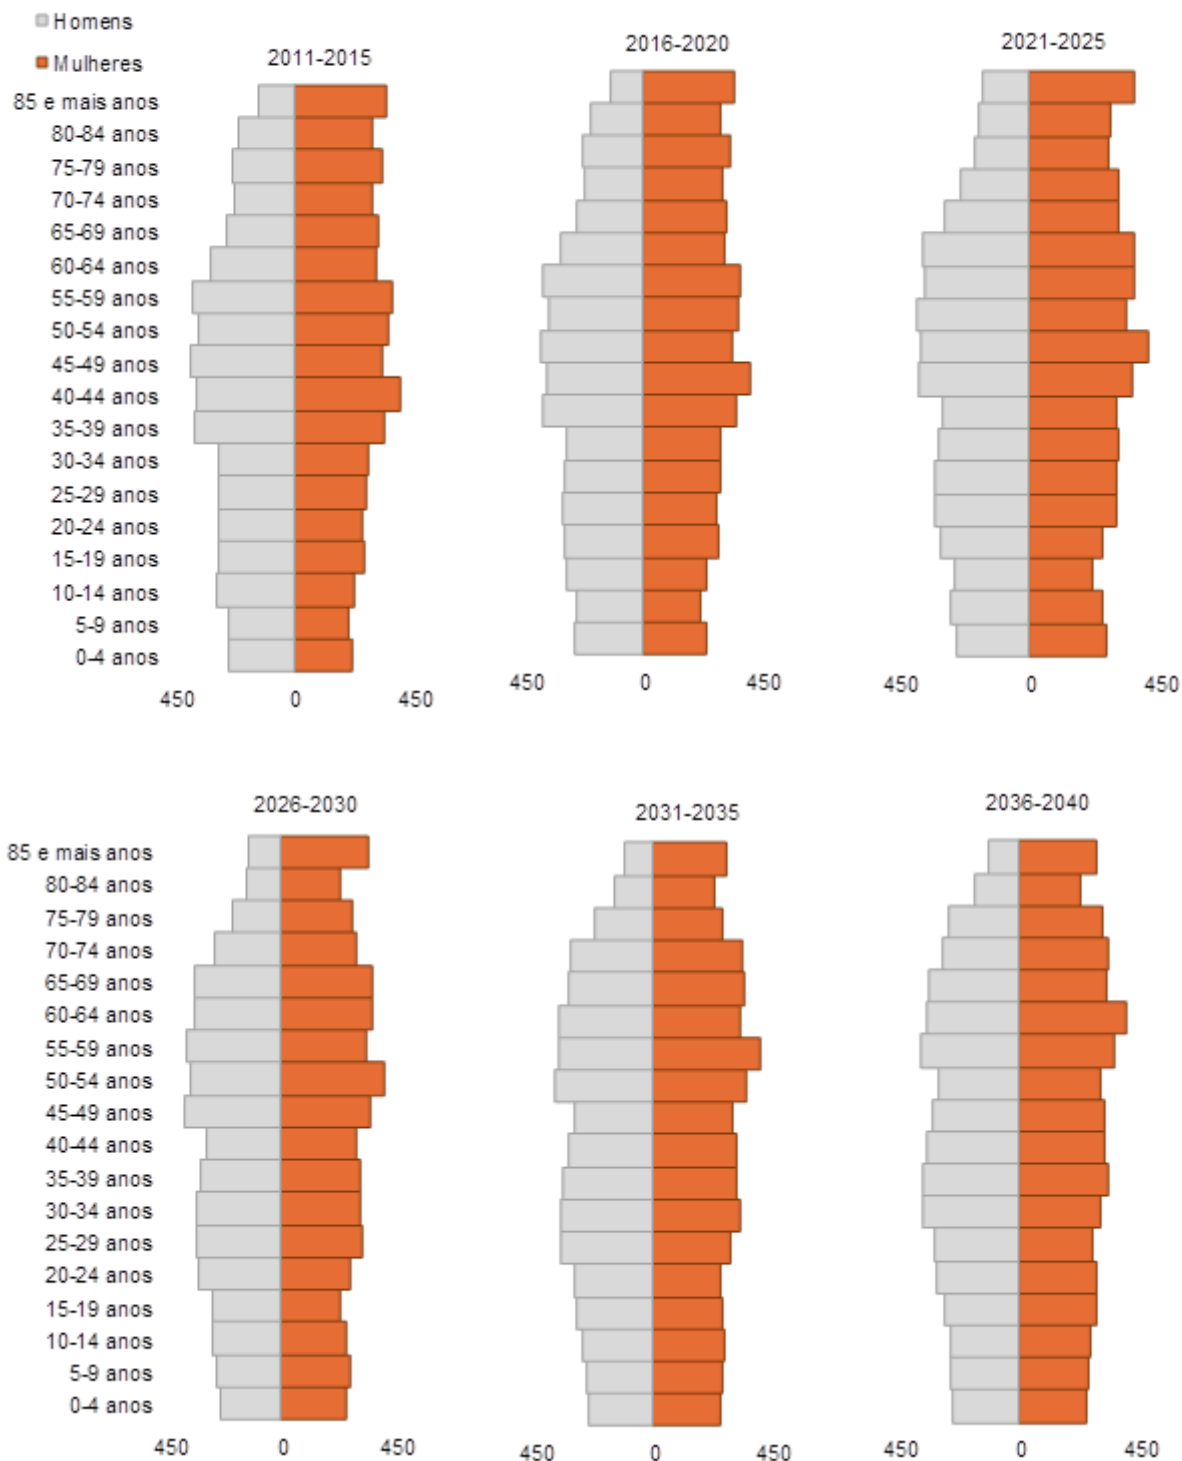 Homens
Mulheres
2011-2015
2016-2020
2021-2025
85 e mais anos
80-84 anos
75-79 anos
70-74 anos
65-69 anos
60-64 anos
55-59 anos
50-54 anos
45-49 anos
40-44 anos
35-39 anos
30-34 anos
25-29 anos
20-24 anos
15-19 anos
10-14 anos
5-9 anos
0-4 anos
450 0 450
450 0 450
450 0 450
2026-2030
2031-2035
2036-2040
85 e mais anos
80-84 anos
75-79 anos
70-74 anos
65-69 anos
60-64 anos
55-59 anos
50-54 anos
45-49 anos
40-44 anos
35-39 anos
30-34 anos
25-29 anos
20-24 anos
15-19 anos
10-14 anos
5-9 anos
0-4 anos
450 0 450
450 0 450
450 0 450